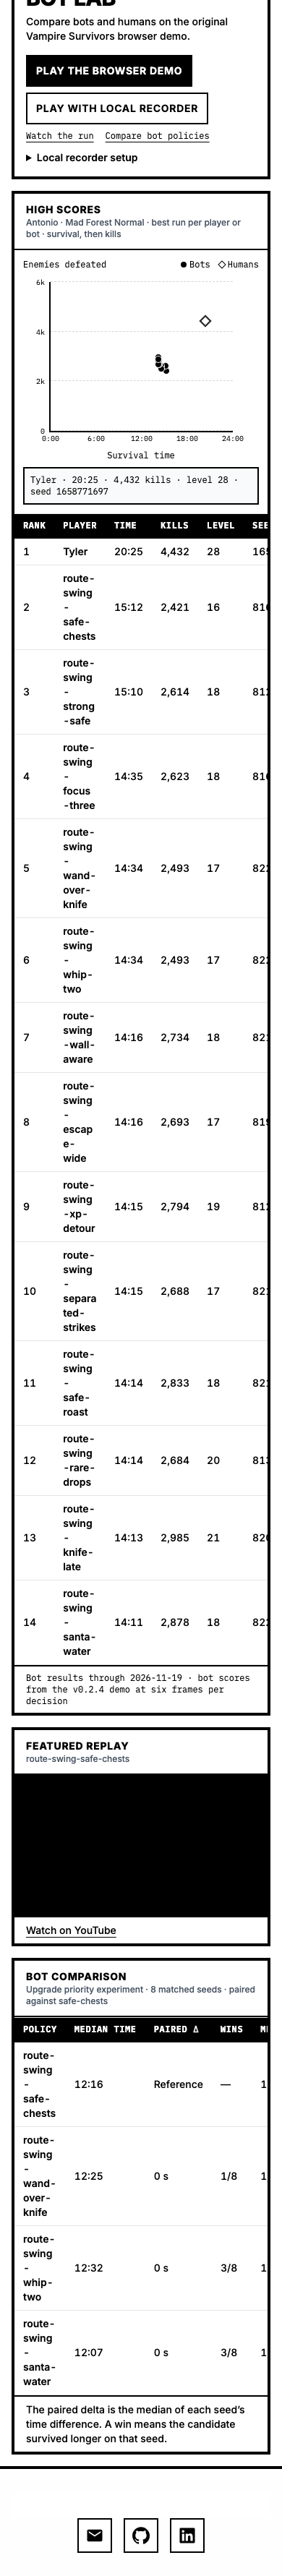 Compare bots and humans on the original
Vampire Survivors browser demo.
PLAY THE BROWSER DEMO
PLAY WITH LOCAL RECORDER
Watch the run Compare bot policies
Local recorder setup
HIGH SCORES
Antonio · Mad Forest Normal · best run per player or
bot · survival, then kills
Enemies defeated Bots Humans
6k
4k
2k
0
0:00 6:00 12:00 18:00 24:00
Survival time
Tyler · 20:25 · 4,432 kills · level 28 ·
seed 1658771697
RANK PLAYER TIME KILLS LEVEL
1 Tyler 20:25 4,432 28
2 route-swing-safe-chests 15:12 2,421 16
3 route-swing-strong-safe 15:10 2,614 18
4 route-swing-focus-three 14:35 2,623 18
5 route-swing-wand-over-knife 14:34 2,493 17
6 route-swing-whip-two 14:34 2,493 17
7 route-swing-wall-aware 14:16 2,734 18
8 route-swing-escape-wide 14:16 2,693 17
9 route-swing-xp-detour 14:15 2,794 19
10 route-swing-separated-strikes 14:15 2,688 17
11 route-swing-safe-roast 14:14 2,833 18
12 route-swing-rare-drops 14:14 2,684 20
13 route-swing-knife-late 14:13 2,985 21
14 route-swing-santa-water 14:11 2,878 18
Bot results through 2026-11-19 · bot scores
from the v0.2.4 demo at six frames per
decision
FEATURED REPLAY
route-swing-safe-chests
Watch on YouTube
BOT COMPARISON
Upgrade priority experiment · 8 matched seeds · paired
against safe-chests
POLICY MEDIAN TIME PAIRED Δ WINS
route-swing-safe-chests 12:16 Reference —
route-swing-wand-over-knife 12:25 0 s 1/8
route-swing-whip-two 12:32 0 s 3/8
route-swing-santa-water 12:07 0 s 3/8
The paired delta is the median of each seed's
time difference. A win means the candidate
survived longer on that seed.